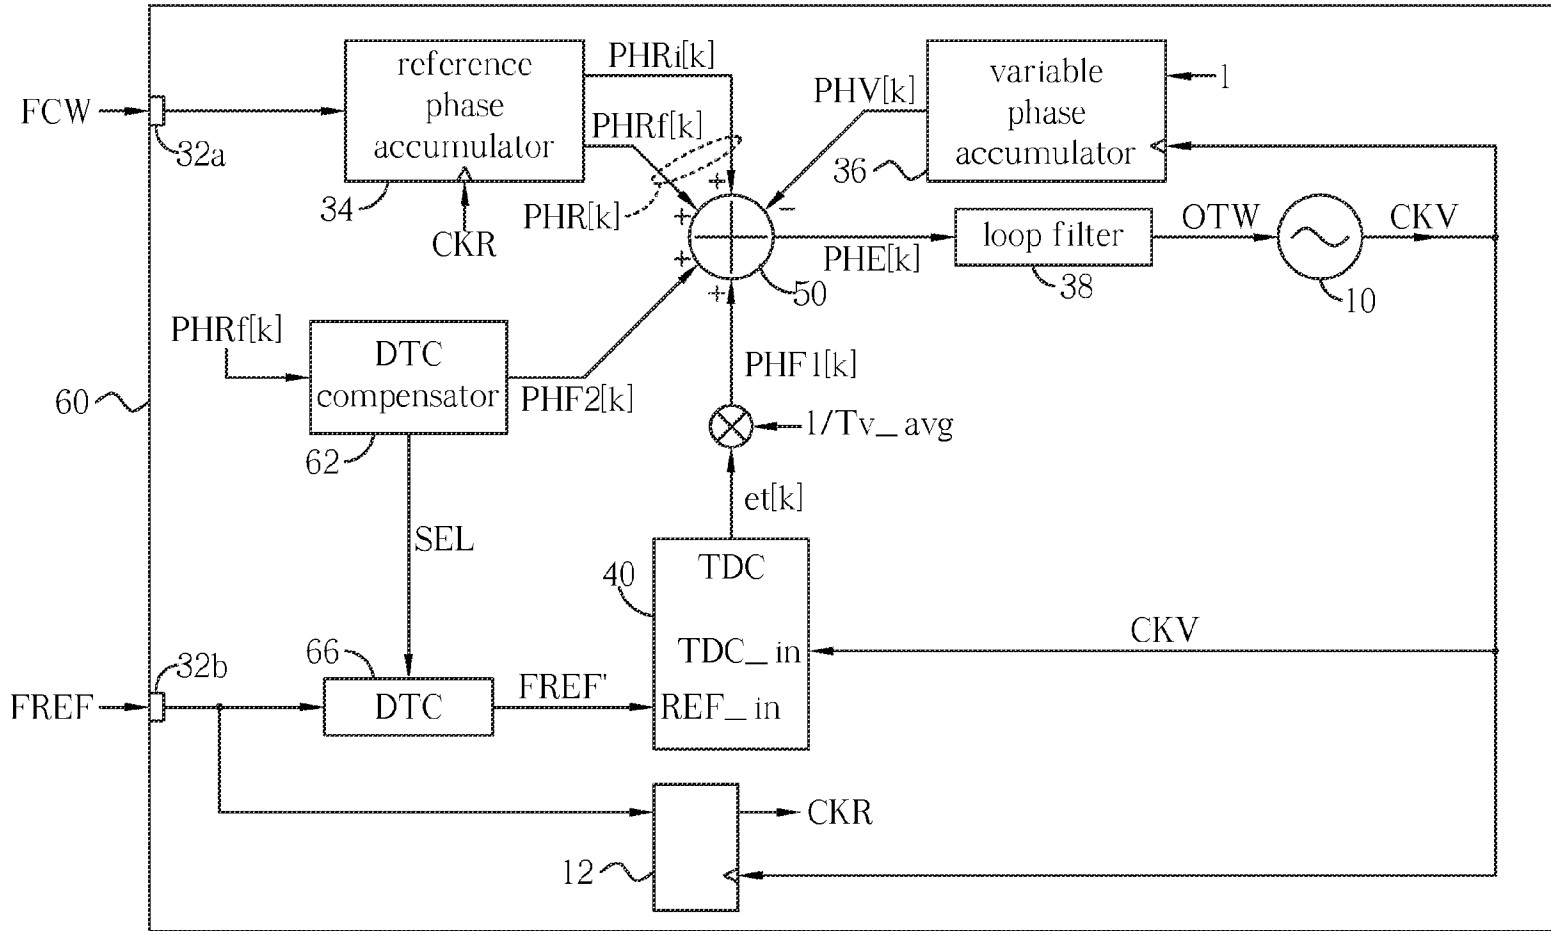 FCW
32a
reference
phase
accumulator
34
CKR
PHRi[k]
PHRf[k]
PHR[k]
+
+
+
+
-
50
PHV[k]
variable
phase
accumulator
36
1
PHE[k]
loop filter
38
OTW
10
CKV
PHRf[k]
DTC
compensator
62
PHF2[k]
PHF1[k]
1/Tv_avg
60
SEL
et[k]
TDC
40
TDC_in
REF_in
CKV
FREF
32b
66
DTC
FREF'
12
CKR